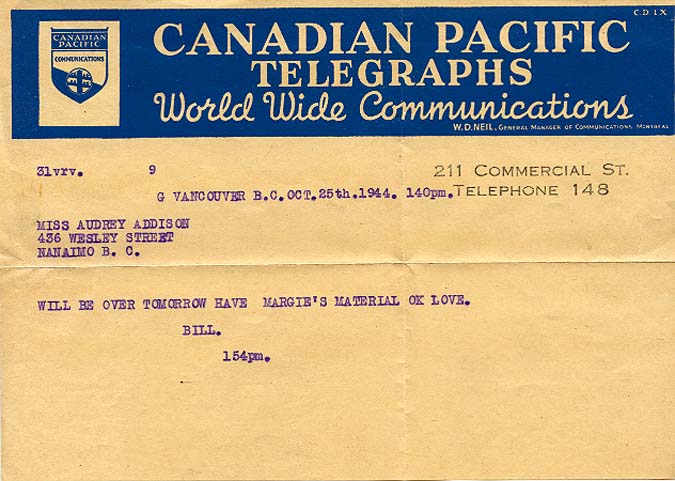 C.D.1X
CANADIAN PACIFIC
COMMUNICATIONS
CANADIAN PACIFIC
TELEGRAPHS
World Wide Communications
W.D. NEIL, GENERAL MANAGER OF COMMUNICATIONS, MONTREAL
31vrv. 9
211 COMMERCIAL ST.
G VANCOUVER B.C.OCT.25th.1944. 140pm.
TELEPHONE 148
MISS AUDREY ADDISON
436 WESLEY STREET
NANAIMO B. C.
WILL BE OVER TOMORROW HAVE MARGIE'S MATERIAL OK LOVE.
BILL.
154pm.